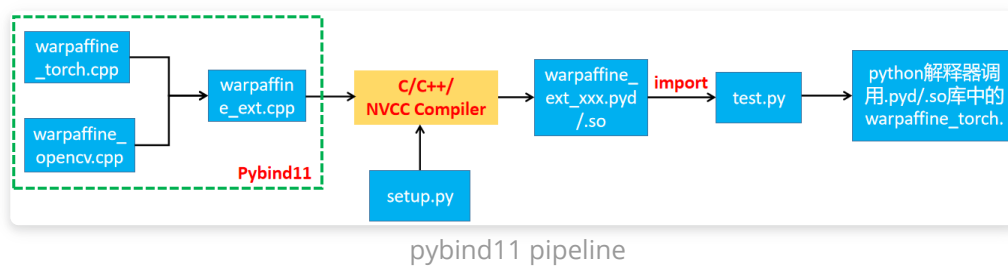 warpaffine
_torch.cpp
warpaffine_
opencv.cpp
warpaffin
e_ext.cpp
Pybind11
C/C++/
NVCC Compiler
setup.py
warpaffine_
ext_xxx.pyd
/.so
import
test.py
python解释器调
用.pyd/.so库中的
warpaffine_torch.
pybind11 pipeline